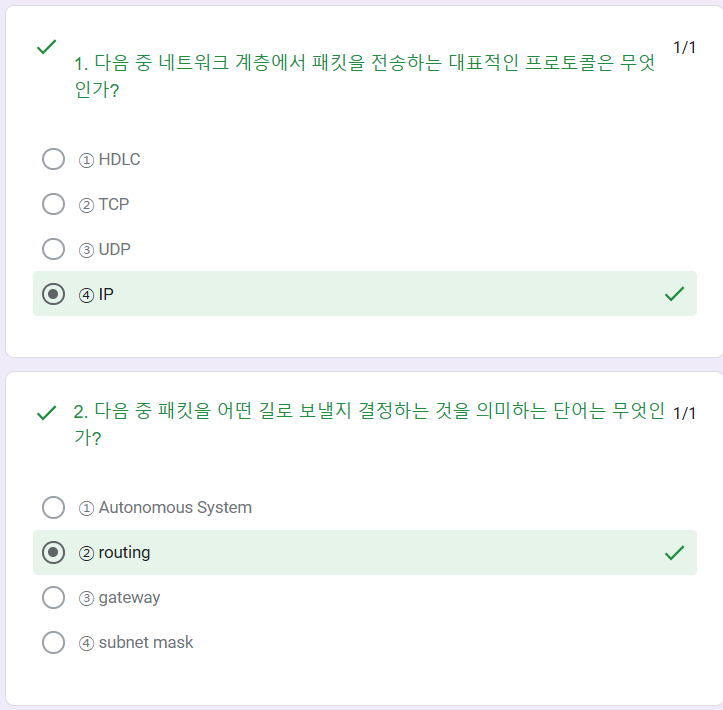 1. 다음 중 네트워크 계층에서 패킷을 전송하는 대표적인 프로토콜은 무엇
인가?
1/1
① HDLC
② TCP
③ UDP
④ IP
2. 다음 중 패킷을 어떤 길로 보낼지 결정하는 것을 의미하는 단어는 무엇인
가?
1/1
① Autonomous System
② routing
③ gateway
④ subnet mask